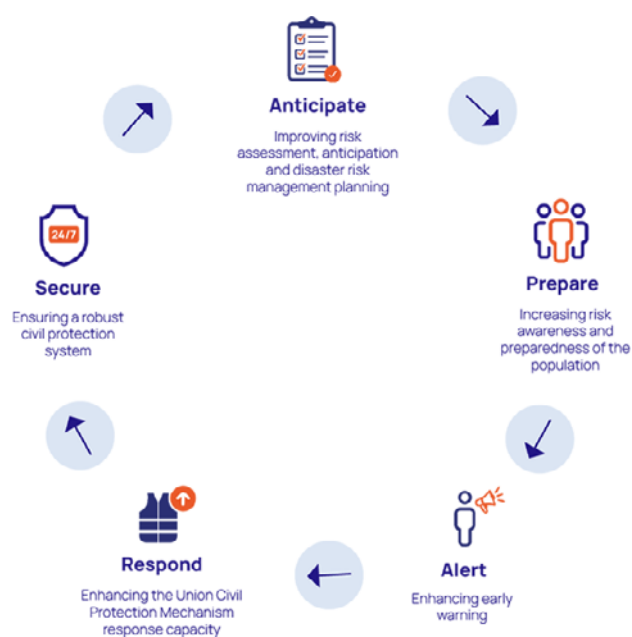 Anticipate
Improving risk
assessment, anticipation
and disaster risk
management planning
24/7
Secure
Ensuring a robust
civil protection
system
Prepare
Increasing risk
awareness and
preparedness of the
population
Respond
Enhancing the Union Civil
Protection Mechanism
response capacity
Alert
Enhancing early
warning